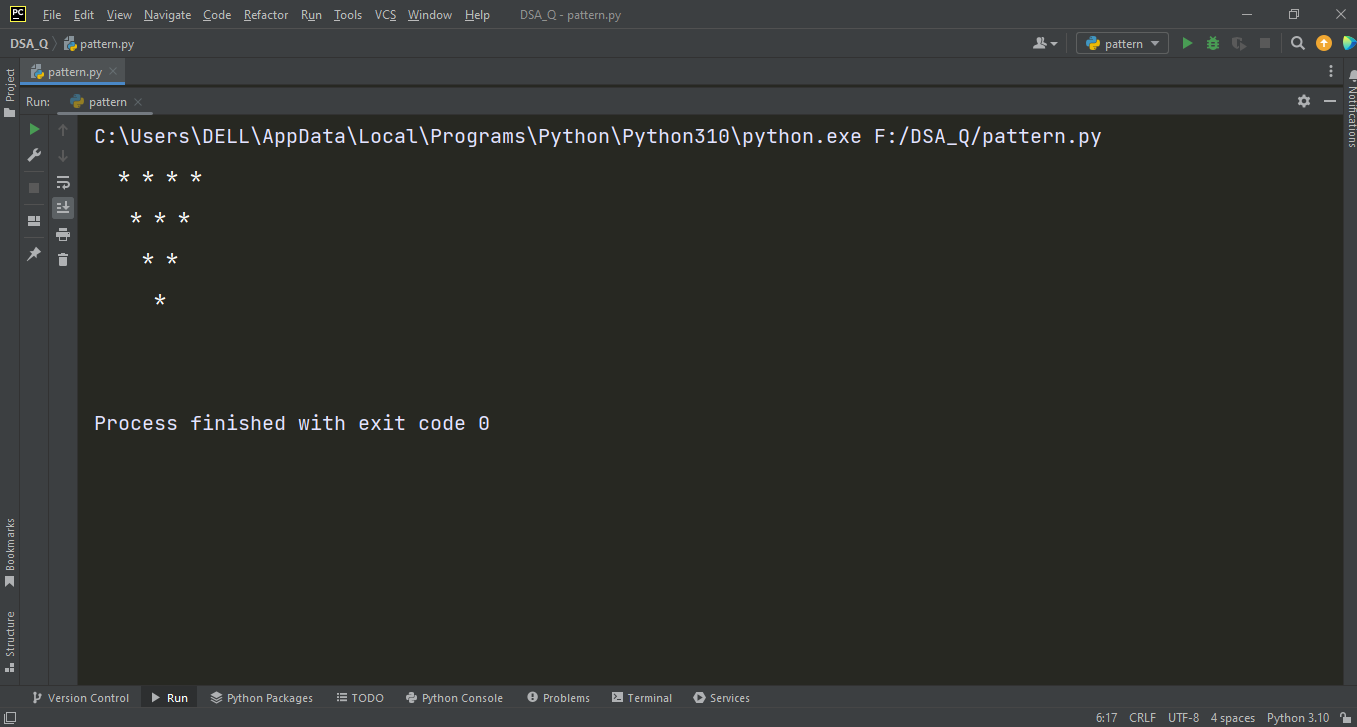 PC File Edit View Navigate Code Refactor Run Tools VCS Window Help DSA_Q - pattern.py
DSA_Q pattern.py pattern
Project
pattern.py
Notifications
Run: pattern
C:\Users\DELL\AppData\Local\Programs\Python\Python310\python.exe F:/DSA_Q/pattern.py
* * * *
* * *
* *
*
Process finished with exit code 0
Bookmarks
Structure
Version Control Run Python Packages TODO Python Console Problems Terminal Services
6:17 CRLF UTF-8 4 spaces Python 3.10